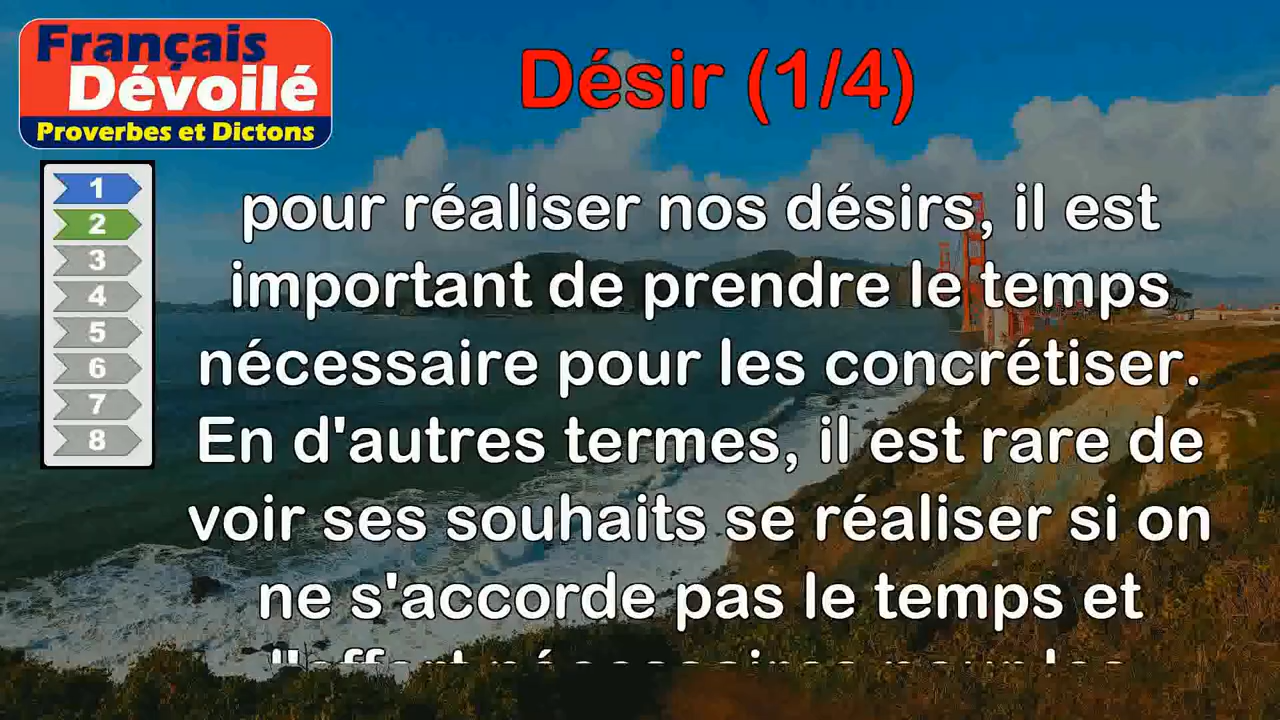 Français
Dévoilé
Proverbes et Dictons
Désir (1/4)
1
2
3
4
5
6
7
8
pour réaliser nos désirs, il est
important de prendre le temps
nécessaire pour les concrétiser.
En d'autres termes, il est rare de
voir ses souhaits se réaliser si on
ne s'accorde pas le temps et